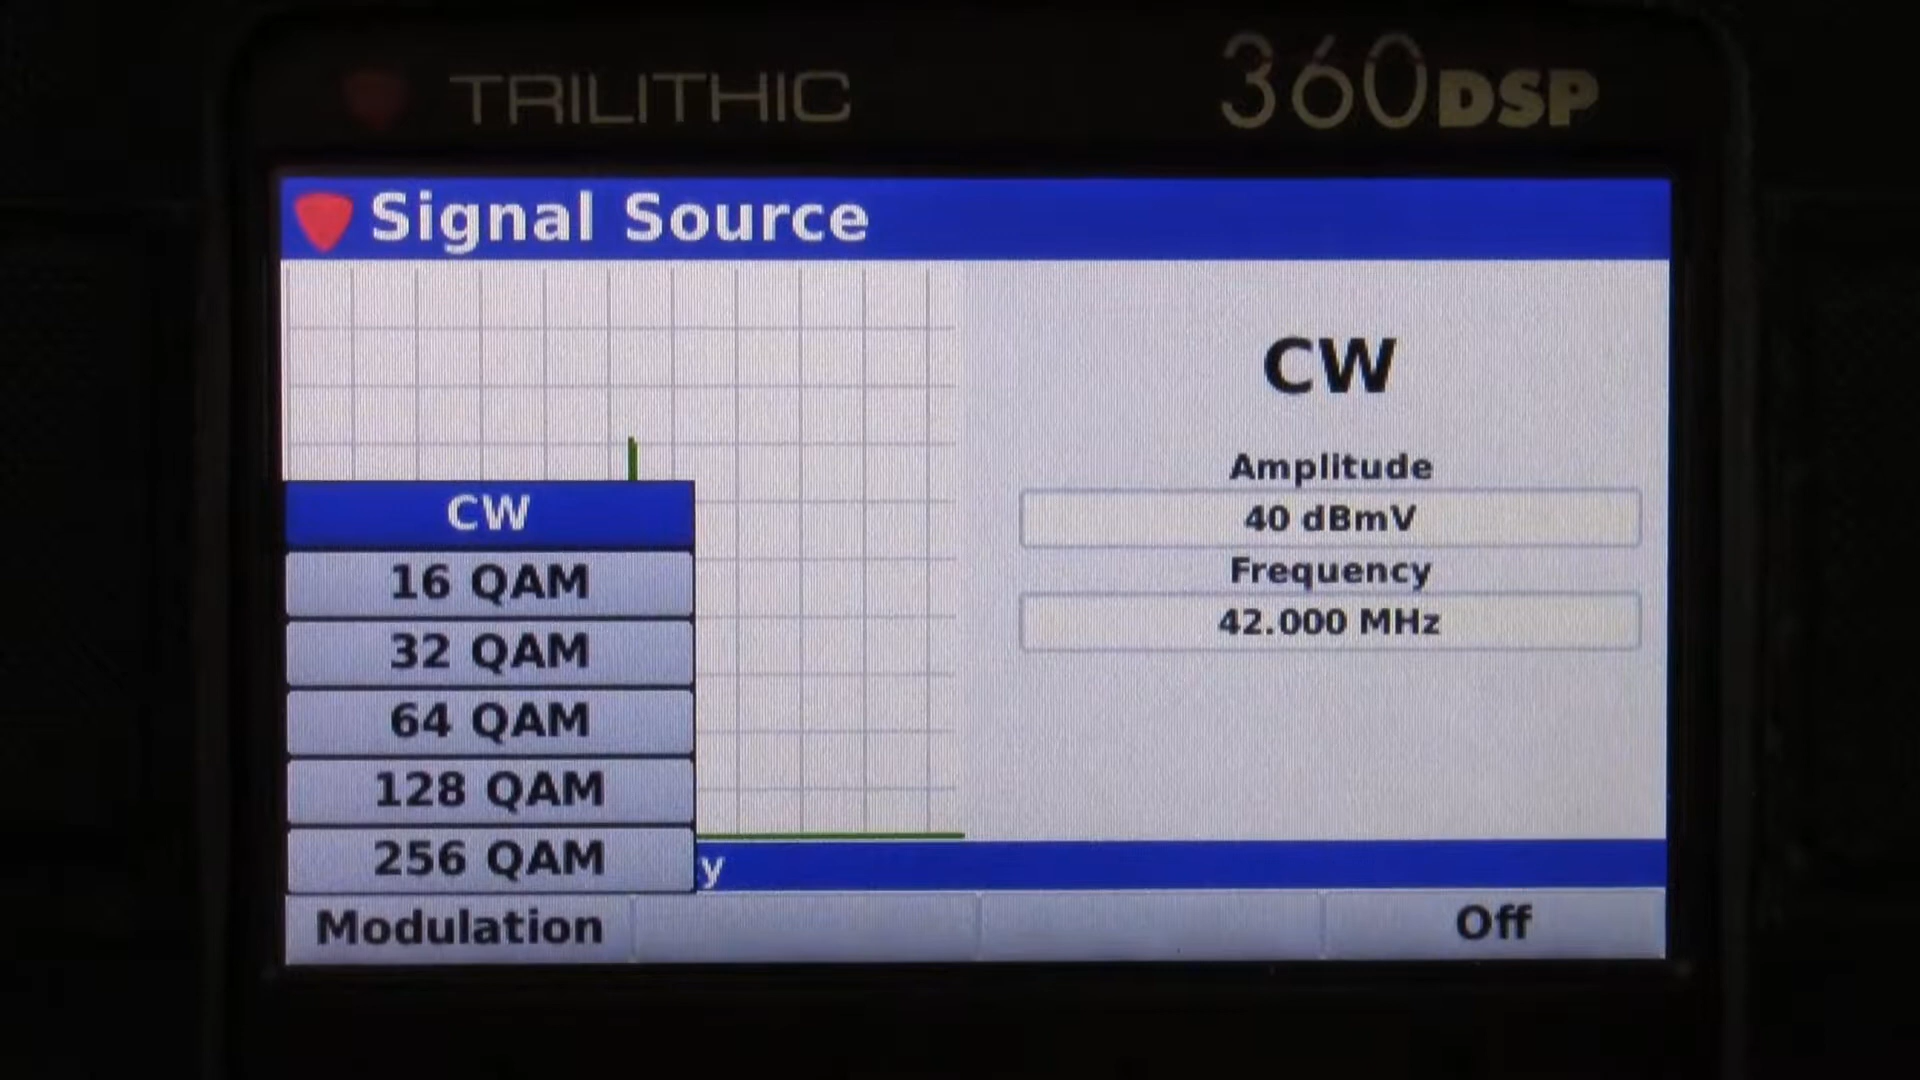 TRILITHIC
360DSP
Signal Source
CW
Amplitude
40 dBmV
Frequency
42.000 MHz
CW
16 QAM
32 QAM
64 QAM
128 QAM
256 QAM
y
Modulation
Off